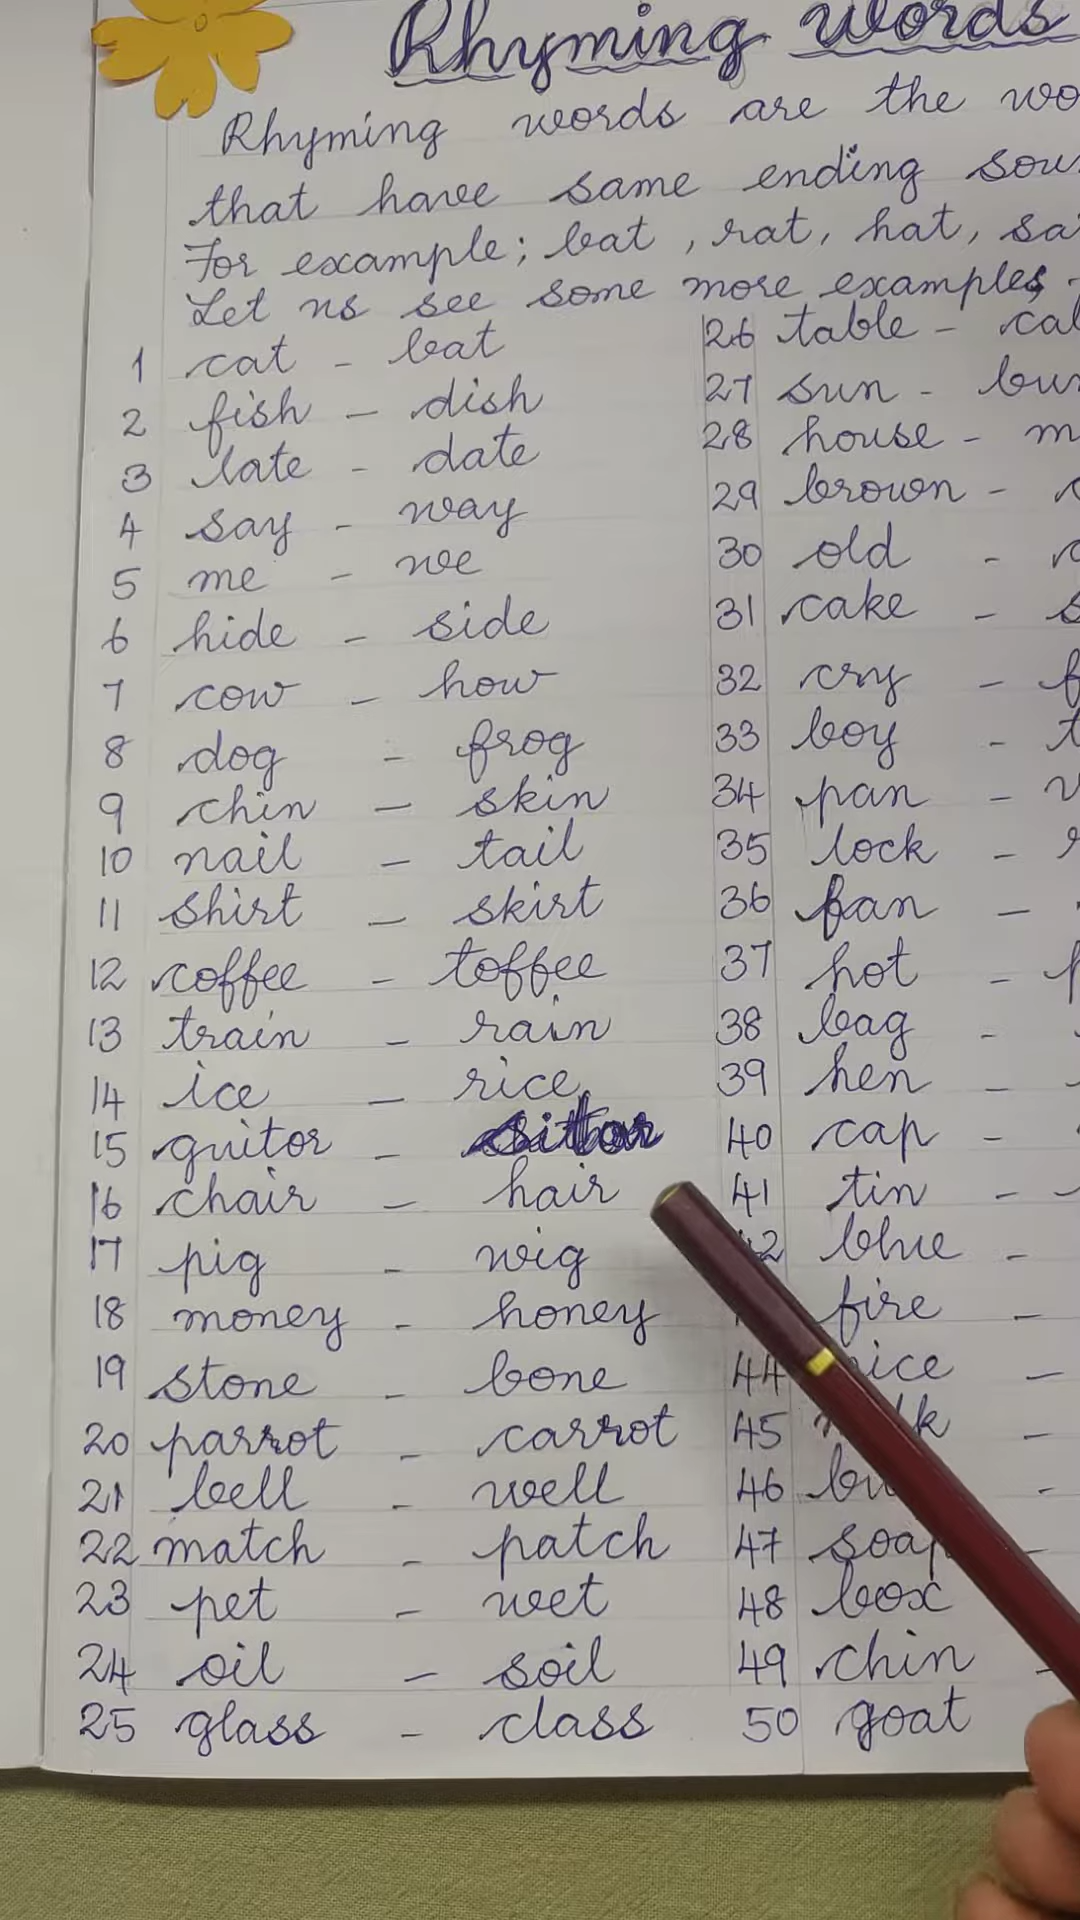 Rhyming words
Rhyming words are the wo
that have same ending soun
For example; bat , rat, hat, sat
Let us see some more examples,
1 cat - bat
2 fish - dish
3 late - date
4 say - way
5 me - we
6 hide - side
7 cow - how
8 dog - frog
9 chin - skin
10 nail - tail
11 shirt - skirt
12 coffee - toffee
13 train - rain
14 ice - rice
15 guitor - sitar
16 chair - hair
17 pig - wig
18 money - honey
19 stone - bone
20 parrot - carrot
21 bell - well
22 match - patch
23 pet - wet
24 oil - soil
25 glass - class
26 table -
27 sun - bun
28 house - m
29 brown -
30 old -
31 cake - s
32 cry - f
33 boy - t
34 pan -
35 lock -
36 fan -
37 hot -
38 bag -
39 hen -
40 cap -
41 tin -
42 blue -
fire -
44 ice -
45
46
47 soap -
48 box
49 chin -
50 goat